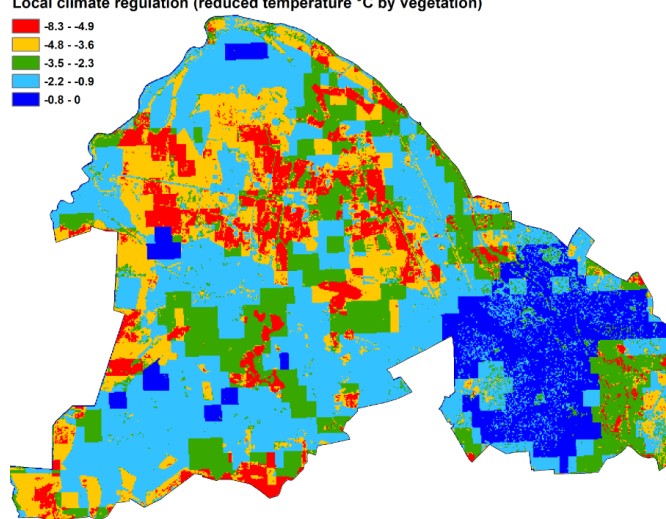 Local climate regulation (reduced temperature °C by vegetation)
-8.3 - -4.9
-4.8 - -3.6
-3.5 - -2.3
-2.2 - -0.9
-0.8 - 0